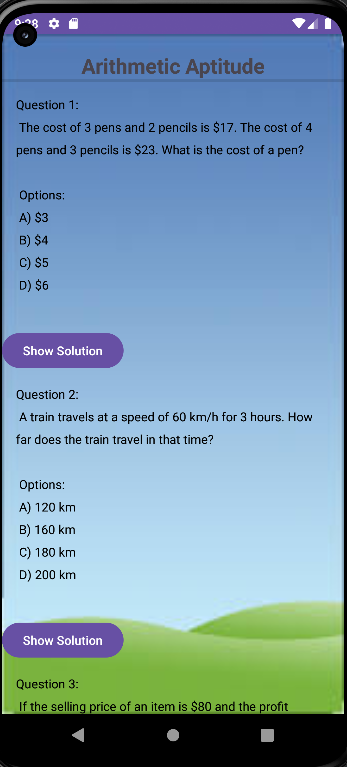 9:28
Arithmetic Aptitude
Question 1:
The cost of 3 pens and 2 pencils is $17. The cost of 4
pens and 3 pencils is $23. What is the cost of a pen?
Options:
A) $3
B) $4
C) $5
D) $6
Show Solution
Question 2:
A train travels at a speed of 60 km/h for 3 hours. How
far does the train travel in that time?
Options:
A) 120 km
B) 160 km
C) 180 km
D) 200 km
Show Solution
Question 3:
If the selling price of an item is $80 and the profit